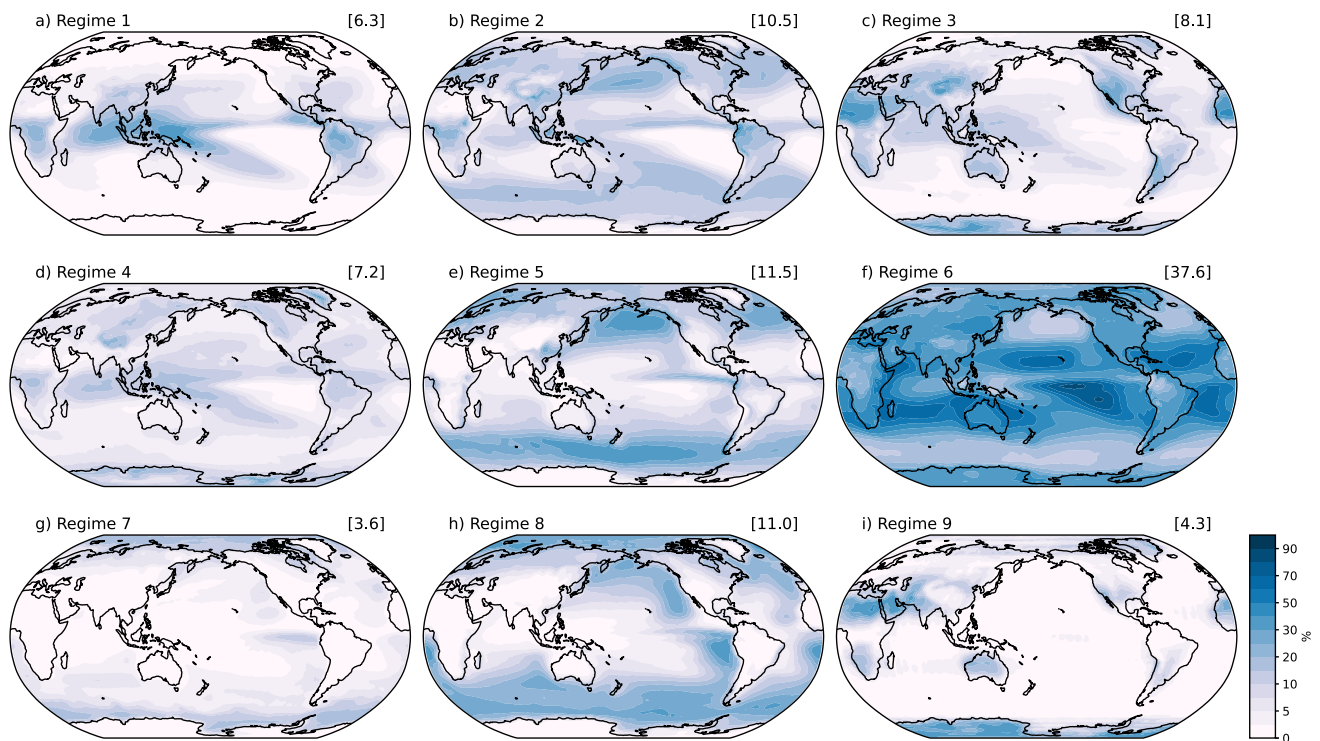 a) Regime 1 [6.3]
b) Regime 2 [10.5]
c) Regime 3 [8.1]
d) Regime 4 [7.2]
e) Regime 5 [11.5]
f) Regime 6 [37.6]
g) Regime 7 [3.6]
h) Regime 8 [11.0]
i) Regime 9 [4.3]
90
70
50
30
20
10
5
0
%